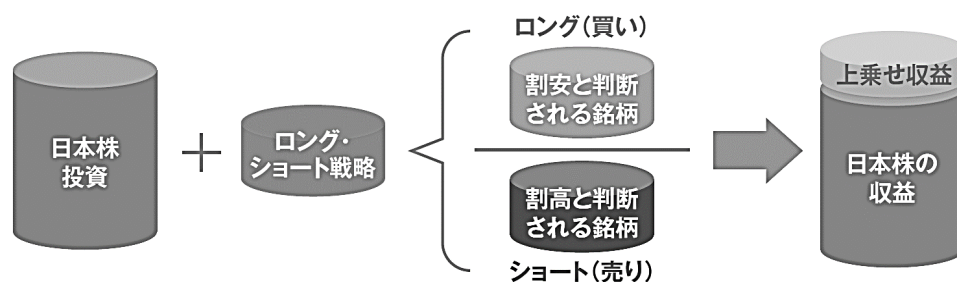 日本株
投資
+
ロング・
ショート戦略
ロング(買い)
割安と判断
される銘柄
割高と判断
される銘柄
ショート(売り)
上乗せ収益
日本株の
収益